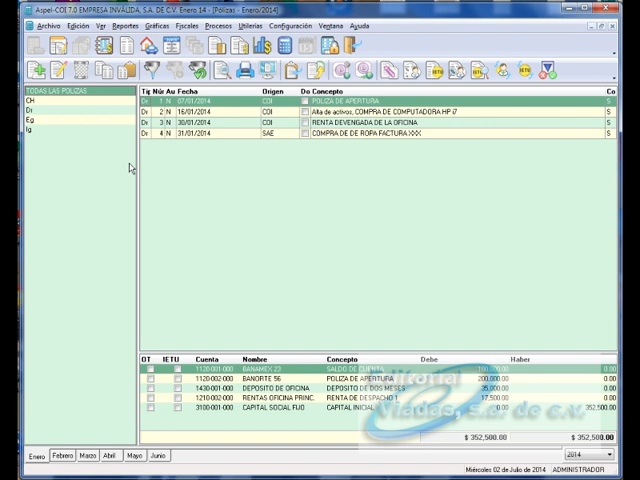 Aspel-COI 7.0 EMPRESA INVÁLIDA, S.A. DE C.V. Enero 14 - [Pólizas - Enero/2014]
Archivo Edición Ver Reportes Gráficas Fiscales Procesos Utilerías Configuración Ventana Ayuda
TODAS LAS POLIZAS
CH
Dr
Eg
Ig
Tip Núr Au Fecha Origen Do Concepto Co
Dr 1 N 07/01/2014 COI POLIZA DE APERTURA S
Dr 2 N 16/01/2014 COI Alta de activos, COMPRA DE COMPUTADORA HP i7 S
Dr 3 N 30/01/2014 COI RENTA DEVENGADA DE LA OFICINA S
Dr 4 N 31/01/2014 SAE COMPRA DE DE ROPA FACTURA XXX S
OT IETU Cuenta Nombre Concepto Debe Haber
1120-001-000 BANAMEX 23 SALDO DE CUENTA 100,000.00 0.00
1120-002-000 BANORTE 56 POLIZA DE APERTURA 200,000.00 0.00
1430-001-000 DEPOSITO DE OFICINA DEPOSITO DE DOS MESES 35,000.00 0.00
1210-002-000 RENTAS OFICINA PRINC. RENTA DE DESPACHO 1 17,500.00 0.00
3100-001-000 CAPITAL SOCIAL FIJO CAPITAL INICIAL 0.00 352,500.00
Editorial
Viades, s.a. de c.v.
$ 352,500.00 $ 352,500.00
Enero Febrero Marzo Abril Mayo Junio 2014
Miércoles 02 de Julio de 2014 ADMINISTRADOR